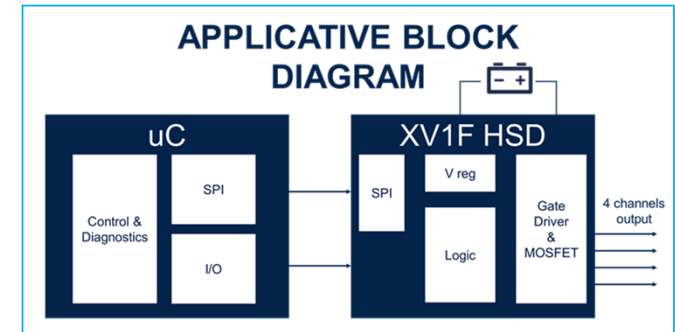 APPLICATIVE BLOCK
DIAGRAM
- +
uC
Control &
Diagnostics
SPI
I/O
XV1F HSD
SPI
V reg
Logic
Gate
Driver
&
MOSFET
4 channels
output